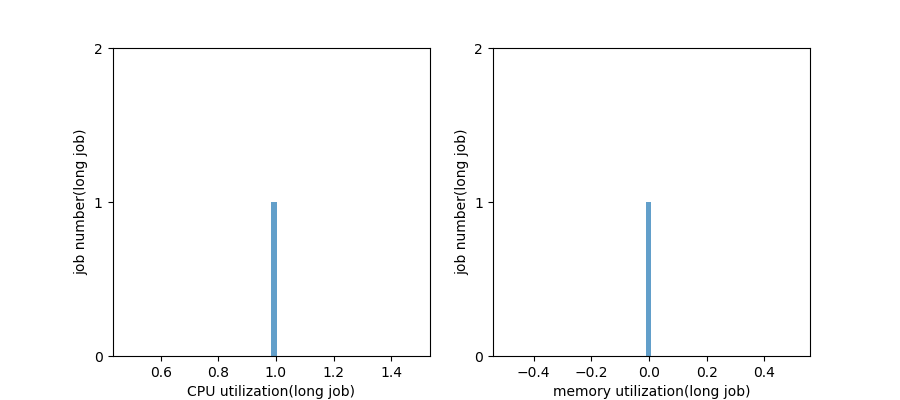 2
1
0
job number(long job)
0.6 0.8 1.0 1.2 1.4
CPU utilization(long job)
2
1
0
job number(long job)
−0.4 −0.2 0.0 0.2 0.4
memory utilization(long job)